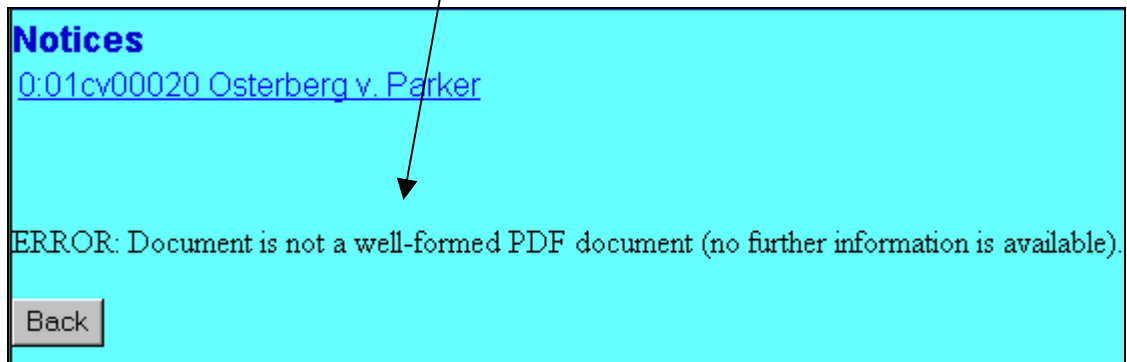 Notices
0:01cv00020 Osterberg v. Parker
ERROR: Document is not a well-formed PDF document (no further information is available).
Back